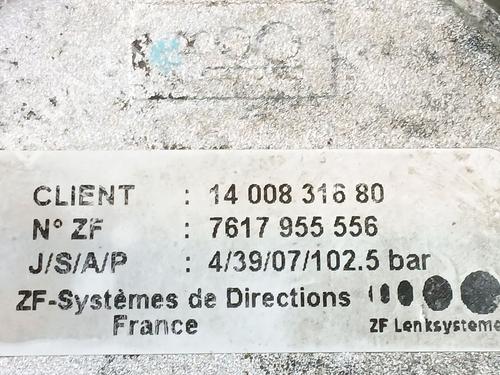 CLIENT : 14 008 316 80
N° ZF : 7617 955 556
J/S/A/P : 4/39/07/102.5 bar
ZF-Systèmes de Directions
France
ZF Lenksysteme